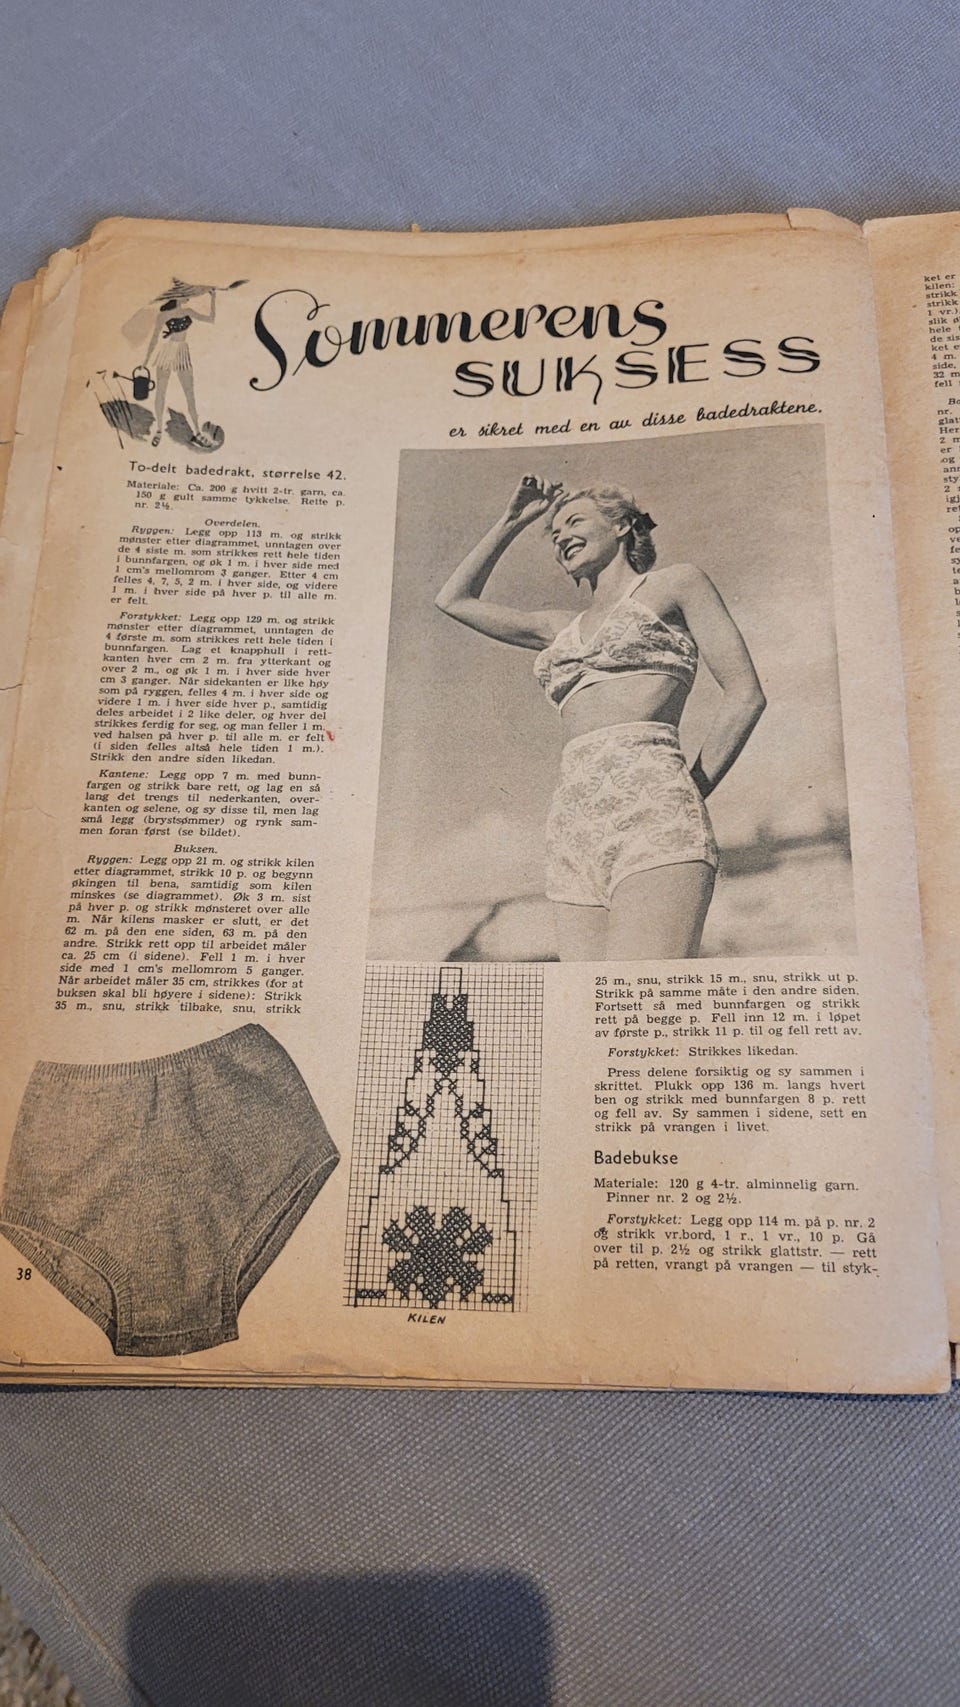 Sommerens
SUKSESS
er sikret med en av disse badedraktene.
To-delt badedrakt, størrelse 42.
Materiale: Ca. 200 g hvitt 2-tr. garn, ca.
150 g gult samme tykkelse. Rette p.
nr. 2½.
Overdelen.
Ryggen: Legg opp 113 m. og strikk
mønster etter diagrammet, unntagen over
de 4 siste m. som strikkes rett hele tiden
i bunnfargen, og øk 1 m. i hver side med
1 cm's mellomrom 3 ganger. Etter 4 cm
felles 4, 7, 5, 2 m. i hver side, og videre
1 m. i hver side på hver p. til alle m.
er felt.
Forstykket: Legg opp 129 m. og strikk
mønster etter diagrammet, unntagen de
4 første m. som strikkes rett hele tiden i
bunnfargen. Lag et knapphull i rett-
kanten hver cm 2 m. fra ytterkant og
over 2 m., og øk 1 m. i hver side hver
cm 3 ganger. Når sidekanten er like høy
som på ryggen, felles 4 m. i hver side og
videre 1 m. i hver side hver p., samtidig
deles arbeidet i 2 like deler, og hver del
strikkes ferdig for seg, og man feller 1 m.
ved halsen på hver p. til alle m. er felt
(i siden felles altså hele tiden 1 m.).
Strikk den andre siden likedan.
Kantene: Legg opp 7 m. med bunn-
fargen og strikk bare rett, og lag en så
lang det trengs til nederkanten, over-
kanten og selene, og sy disse til, men lag
små legg (brystsømmer) og rynk sam-
men foran først (se bildet).
Buksen.
Ryggen: Legg opp 21 m. og strikk kilen
etter diagrammet, strikk 10 p. og begynn
økingen til bena, samtidig som kilen
minskes (se diagrammet). Øk 3 m. sist
på hver p. og strikk mønsteret over alle
m. Når kilens masker er slutt, er det
62 m. på den ene siden, 63 m. på den
andre. Strikk rett opp til arbeidet måler
ca. 25 cm (i sidene). Fell 1 m. i hver
side med 1 cm's mellomrom 5 ganger.
Når arbeidet måler 35 cm, strikkes (for at
buksen skal bli høyere i sidene): Strikk
35 m., snu, strikk tilbake, snu, strikk
25 m., snu, strikk 15 m., snu, strikk ut p.
Strikk på samme måte i den andre siden.
Fortsett så med bunnfargen og strikk
rett på begge p. Fell inn 12 m. i løpet
av første p., strikk 11 p. til og fell rett av.
Forstykket: Strikkes likedan.
Press delene forsiktig og sy sammen i
skrittet. Plukk opp 136 m. langs hvert
ben og strikk med bunnfargen 8 p. rett
og fell av. Sy sammen i sidene, sett en
strikk på vrangen i livet.
Badebukse
Materiale: 120 g 4-tr. alminnelig garn.
Pinner nr. 2 og 2½.
Forstykket: Legg opp 114 m. på p. nr. 2
og strikk vr.bord, 1 r., 1 vr., 10 p. Gå
over til p. 2½ og strikk glattstr. — rett
på retten, vrangt på vrangen — til styk-
KILEN
38
ket er
kilen:
strikk
strikk
1 vr.)
slik ø
hele
de sis
ket e
4 m.
side,
32 m
fell
nr.
glat
Her
2 m
er
og